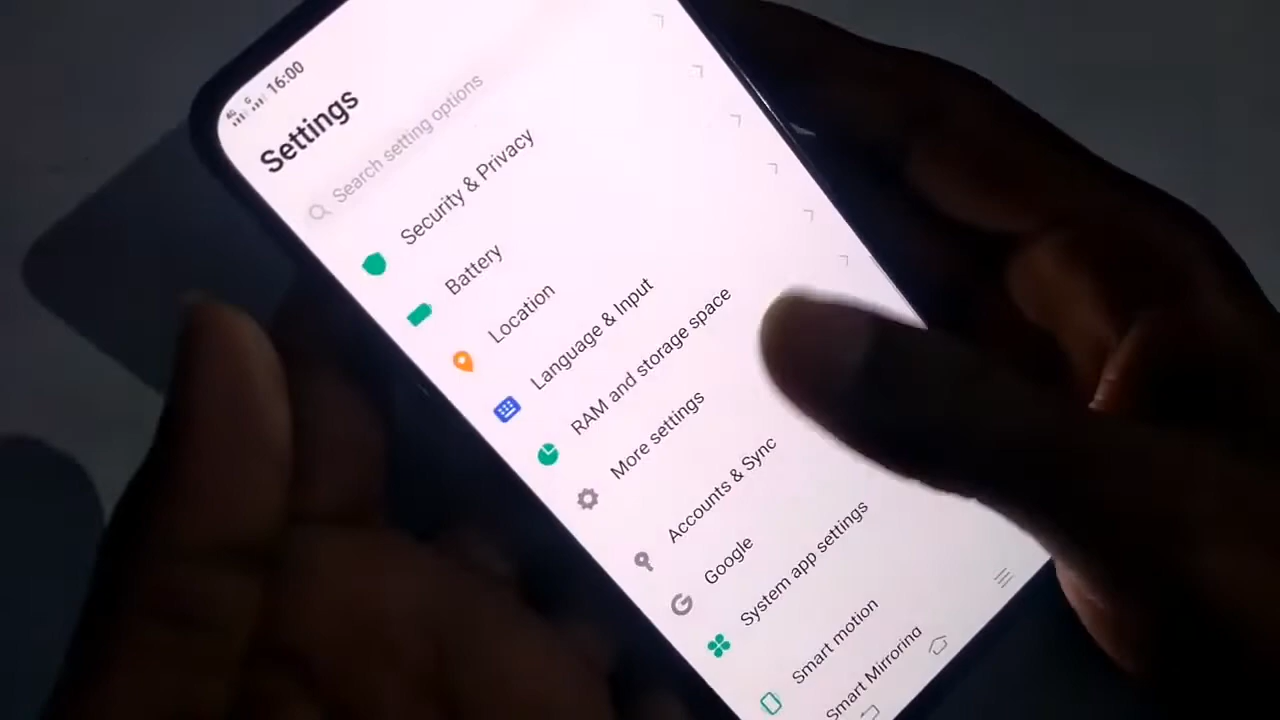 4G G 16:00
Settings
Search setting options
Security & Privacy
Battery
Location
Language & Input
RAM and storage space
More settings
Accounts & Sync
Google
System app settings
Smart motion
Smart Mirroring